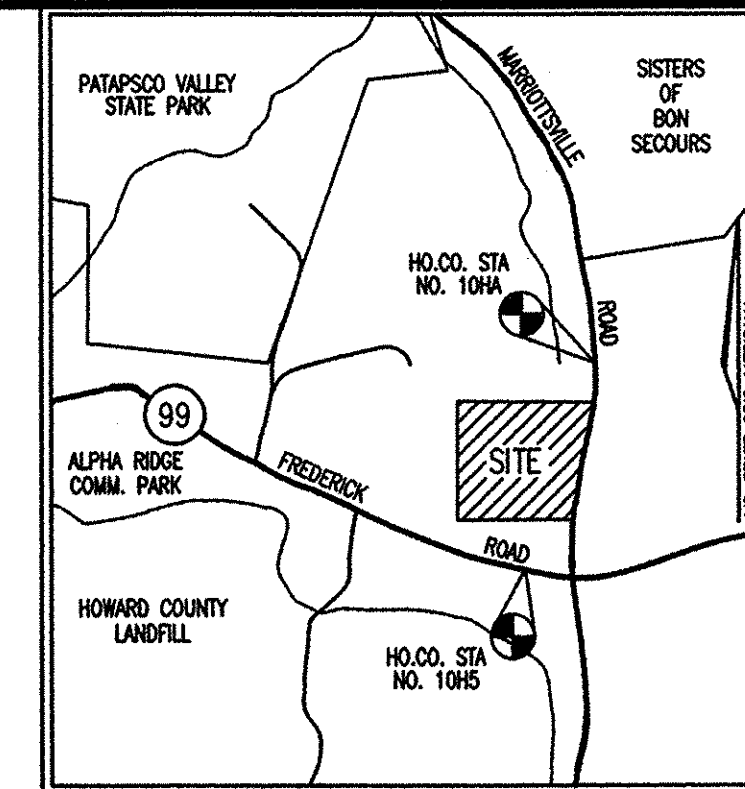 PATAPSCO VALLEY
STATE PARK
MARRIOTTSVILLE
ROAD
SISTERS
OF
BON
SECOURS
HO.CO. STA
NO. 10HA
99
ALPHA RIDGE
COMM. PARK
FREDERICK
ROAD
SITE
HOWARD COUNTY
LANDFILL
HO.CO. STA
NO. 10H5